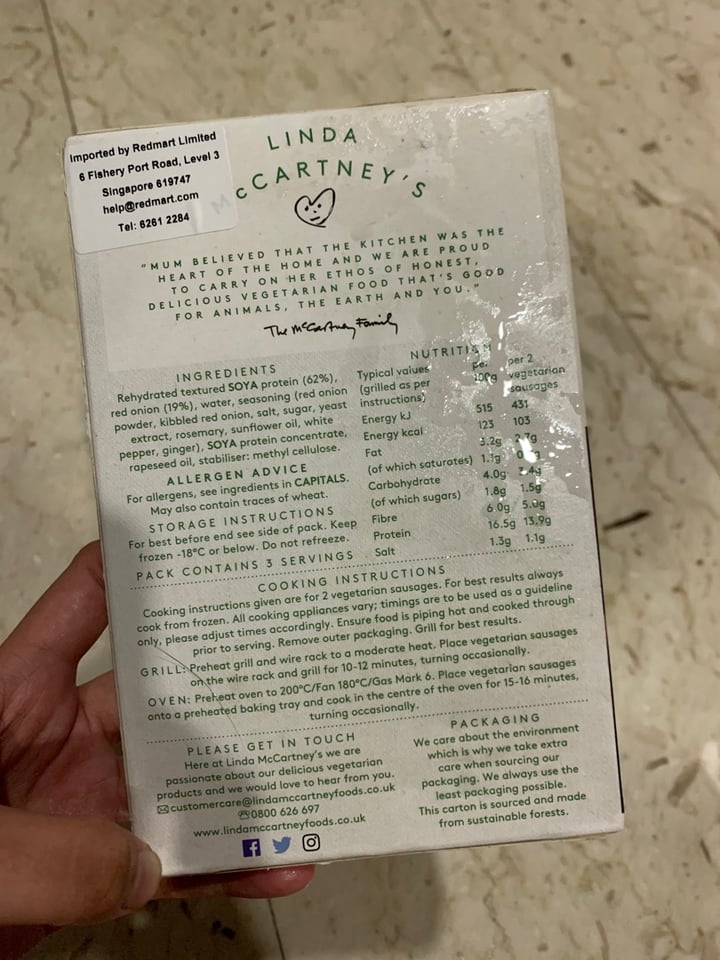 Imported by Redmart Limited
6 Fishery Port Road, Level 3
Singapore 619747
help@redmart.com
Tel: 6261 2284
LINDA
McCARTNEY'S
"MUM BELIEVED THAT THE KITCHEN WAS THE
HEART OF THE HOME AND WE ARE PROUD
TO CARRY ON HER ETHOS OF HONEST,
DELICIOUS VEGETARIAN FOOD THAT'S GOOD
FOR ANIMALS, THE EARTH AND YOU."
The McCartney Family
INGREDIENTS
Rehydrated textured SOYA protein (62%),
red onion (19%), water, seasoning (red onion
powder, kibbled red onion, salt, sugar, yeast
extract, rosemary, sunflower oil, white
pepper, ginger), SOYA protein concentrate,
rapeseed oil, stabiliser: methyl cellulose.
ALLERGEN ADVICE
For allergens, see ingredients in CAPITALS.
May also contain traces of wheat.
STORAGE INSTRUCTIONS
For best before end see side of pack. Keep
frozen -18°C or below. Do not refreeze.
PACK CONTAINS 3 SERVINGS
NUTRITION
Typical values per per 2
(grilled as per 100g vegetarian
instructions) sausages
Energy kJ 515 431
Energy kcal 123 103
Fat 3.2g 2.7g
(of which saturates) 1.1g
Carbohydrate 4.0g 3.4g
(of which sugars) 1.8g 1.5g
Fibre 6.0g 5.0g
Protein 16.5g 13.9g
Salt 1.3g 1.1g
COOKING INSTRUCTIONS
Cooking instructions given are for 2 vegetarian sausages. For best results always
cook from frozen. All cooking appliances vary; timings are to be used as a guideline
only, please adjust times accordingly. Ensure food is piping hot and cooked through
prior to serving. Remove outer packaging. Grill for best results.
GRILL: Preheat grill and wire rack to a moderate heat. Place vegetarian sausages
on the wire rack and grill for 10-12 minutes, turning occasionally.
OVEN: Preheat oven to 200°C/Fan 180°C/Gas Mark 6. Place vegetarian sausages
onto a preheated baking tray and cook in the centre of the oven for 15-16 minutes,
turning occasionally.
PLEASE GET IN TOUCH
Here at Linda McCartney's we are
passionate about our delicious vegetarian
products and we would love to hear from you.
customercare@lindamccartneyfoods.co.uk
0800 626 697
www.lindamccartneyfoods.co.uk
PACKAGING
We care about the environment
which is why we take extra
care when sourcing our
packaging. We always use the
least packaging possible.
This carton is sourced and made
from sustainable forests.